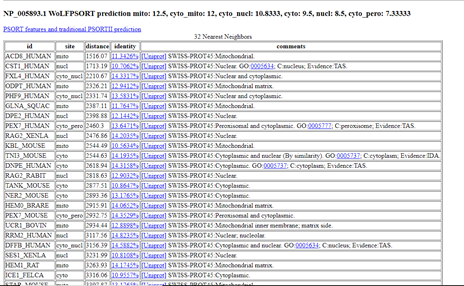 NP_005893.1 WoLFPSORT prediction mito: 12.5, cyto_mito: 12, cyto_nucl: 10.8333, cyto: 9.5, nucl: 8.5, cyto_pero: 7.33333
PSORT features and traditional PSORTII prediction
32 Nearest Neighbors
id site distance identity comments
ACD8_HUMAN mito 1516.07 11.3426% [Uniprot] SWISS-PROT45:Mitochondrial.
CST1_HUMAN nucl 1713.19 10.7062% [Uniprot] SWISS-PROT45:Nuclear. GO:0005634; C:nucleus; Evidence:TAS.
FXL4_HUMAN cyto_nucl 2210.67 14.3317% [Uniprot] SWISS-PROT45:Nuclear and cytoplasmic.
ODPT_HUMAN mito 2326.21 12.9412% [Uniprot] SWISS-PROT45:Mitochondrial matrix.
PHF9_HUMAN cyto_nucl 2331.74 13.5831% [Uniprot] SWISS-PROT45:Nuclear and cytoplasmic.
GLNA_SQUAC mito 2387.11 11.7647% [Uniprot] SWISS-PROT45:Mitochondrial.
DPE2_HUMAN nucl 2398.88 12.1442% [Uniprot] SWISS-PROT45:Nuclear.
PEX7_HUMAN cyto_pero 2460.3 13.6471% [Uniprot] SWISS-PROT45:Peroxisomal and cytoplasmic. GO:0005777; C:peroxisome; Evidence:TAS.
RAG2_XENLA nucl 2476.86 14.2035% [Uniprot] SWISS-PROT45:Nuclear.
KBL_MOUSE mito 2544.49 10.5634% [Uniprot] SWISS-PROT45:Mitochondrial.
TNI3_MOUSE cyto 2544.63 14.1935% [Uniprot] SWISS-PROT45:Cytoplasmic and nuclear (By similarity). GO:0005737; C:cytoplasm; Evidence:IDA.
DNPE_HUMAN cyto 2618.94 14.3158% [Uniprot] SWISS-PROT45:Cytoplasmic. GO:0005737; C:cytoplasm; Evidence:TAS.
RAG2_RABIT nucl 2818.63 12.9032% [Uniprot] SWISS-PROT45:Nuclear.
TANK_MOUSE cyto 2877.51 10.8647% [Uniprot] SWISS-PROT45:Cytoplasmic.
NER2_MOUSE cyto 2893.36 13.1765% [Uniprot] SWISS-PROT45:Cytoplasmic.
HEM0_BRARE mito 2915.91 14.0652% [Uniprot] SWISS-PROT45:Mitochondrial matrix.
PEX7_MOUSE cyto_pero 2932.75 14.3529% [Uniprot] SWISS-PROT45:Peroxisomal and cytoplasmic.
UCR1_BOVIN mito 2934.44 12.8898% [Uniprot] SWISS-PROT45:Mitochondrial inner membrane; matrix side.
RRM2_HUMAN nucl 3117.56 14.8235% [Uniprot] SWISS-PROT45:Nuclear; nucleolar.
DFFB_HUMAN cyto_nucl 3156.39 14.5882% [Uniprot] SWISS-PROT45:Cytoplasmic and nuclear. GO:0005634; C:nucleus; Evidence:TAS.
SES1_XENLA nucl 3231.99 10.8108% [Uniprot] SWISS-PROT45:Nuclear.
HEM1_RAT mito 3263.93 14.1745% [Uniprot] SWISS-PROT45:Mitochondrial matrix.
ICE1_FELCA cyto 3316.06 10.9557% [Uniprot] SWISS-PROT45:Cytoplasmic.